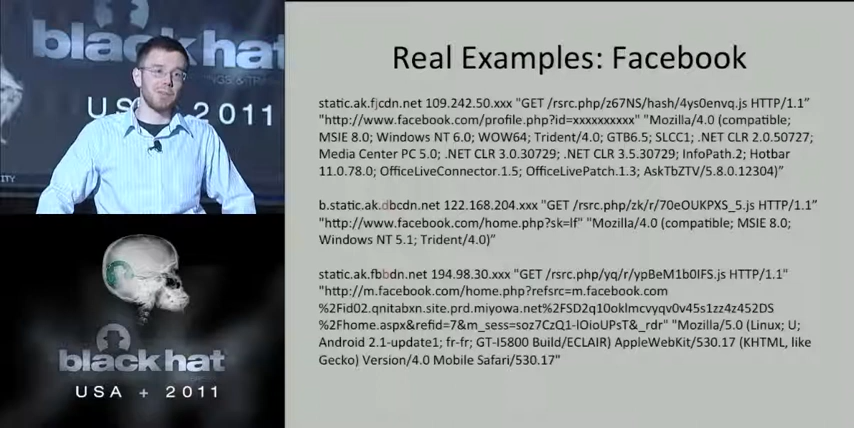 black hat
INGS & TR
US 2011
ITY
black hat
USA + 2011
Real Examples: Facebook
static.ak.fjcdn.net 109.242.50.xxx "GET /rsrc.php/z67NS/hash/4ys0envq.js HTTP/1.1"
"http://www.facebook.com/profile.php?id=xxxxxxxxxx" "Mozilla/4.0 (compatible;
MSIE 8.0; Windows NT 6.0; WOW64; Trident/4.0; GTB6.5; SLCC1; .NET CLR 2.0.50727;
Media Center PC 5.0; .NET CLR 3.0.30729; .NET CLR 3.5.30729; InfoPath.2; Hotbar
11.0.78.0; OfficeLiveConnector.1.5; OfficeLivePatch.1.3; AskTbZTV/5.8.0.12304)"
b.static.ak.dbcdn.net 122.168.204.xxx "GET /rsrc.php/zk/r/70eOUKPXS_5.js HTTP/1.1"
"http://www.facebook.com/home.php?sk=lf" "Mozilla/4.0 (compatible; MSIE 8.0;
Windows NT 5.1; Trident/4.0)"
static.ak.fbbdn.net 194.98.30.xxx "GET /rsrc.php/yq/r/ypBeM1b0IFS.js HTTP/1.1"
"http://m.facebook.com/home.php?refsrc=m.facebook.com
%2Fid02.qnitabxn.site.prd.miyowa.net%2FSD2q10oklmcvyqv0v45s1zz4z452DS
%2Fhome.aspx&refid=7&m_sess=soz7CzQ1-lOioUPsT&_rdr" "Mozilla/5.0 (Linux; U;
Android 2.1-update1; fr-fr; GT-I5800 Build/ECLAIR) AppleWebKit/530.17 (KHTML, like
Gecko) Version/4.0 Mobile Safari/530.17"